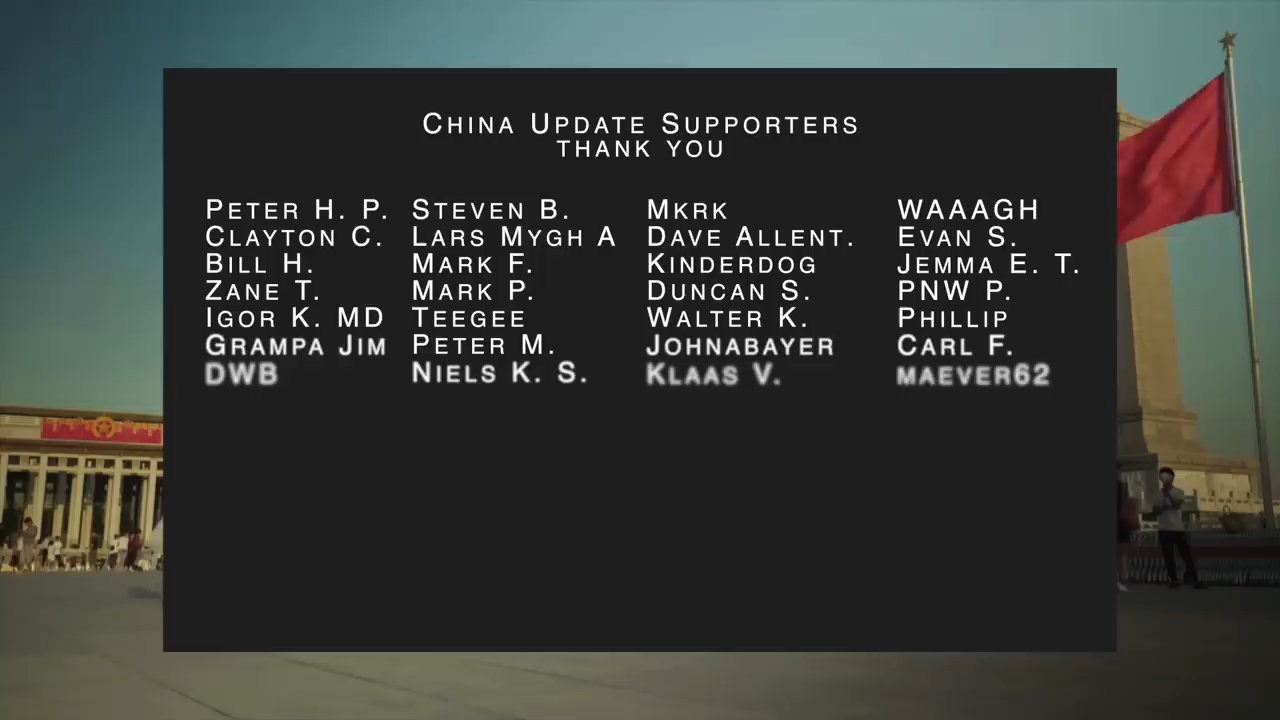 China Update Supporters
THANK YOU
Peter H. P. Steven B. Mkrk WAAAGH
Clayton C. Lars Mygh A Dave Allent. Evan S.
Bill H. Mark F. Kinderdog Jemma E. T.
Zane T. Mark P. Duncan S. PNW P.
Igor K. MD Teegee Walter K. Phillip
Grampa Jim Peter M. Johnabayer Carl F.
DWB Niels K. S. Klaas V. maever62